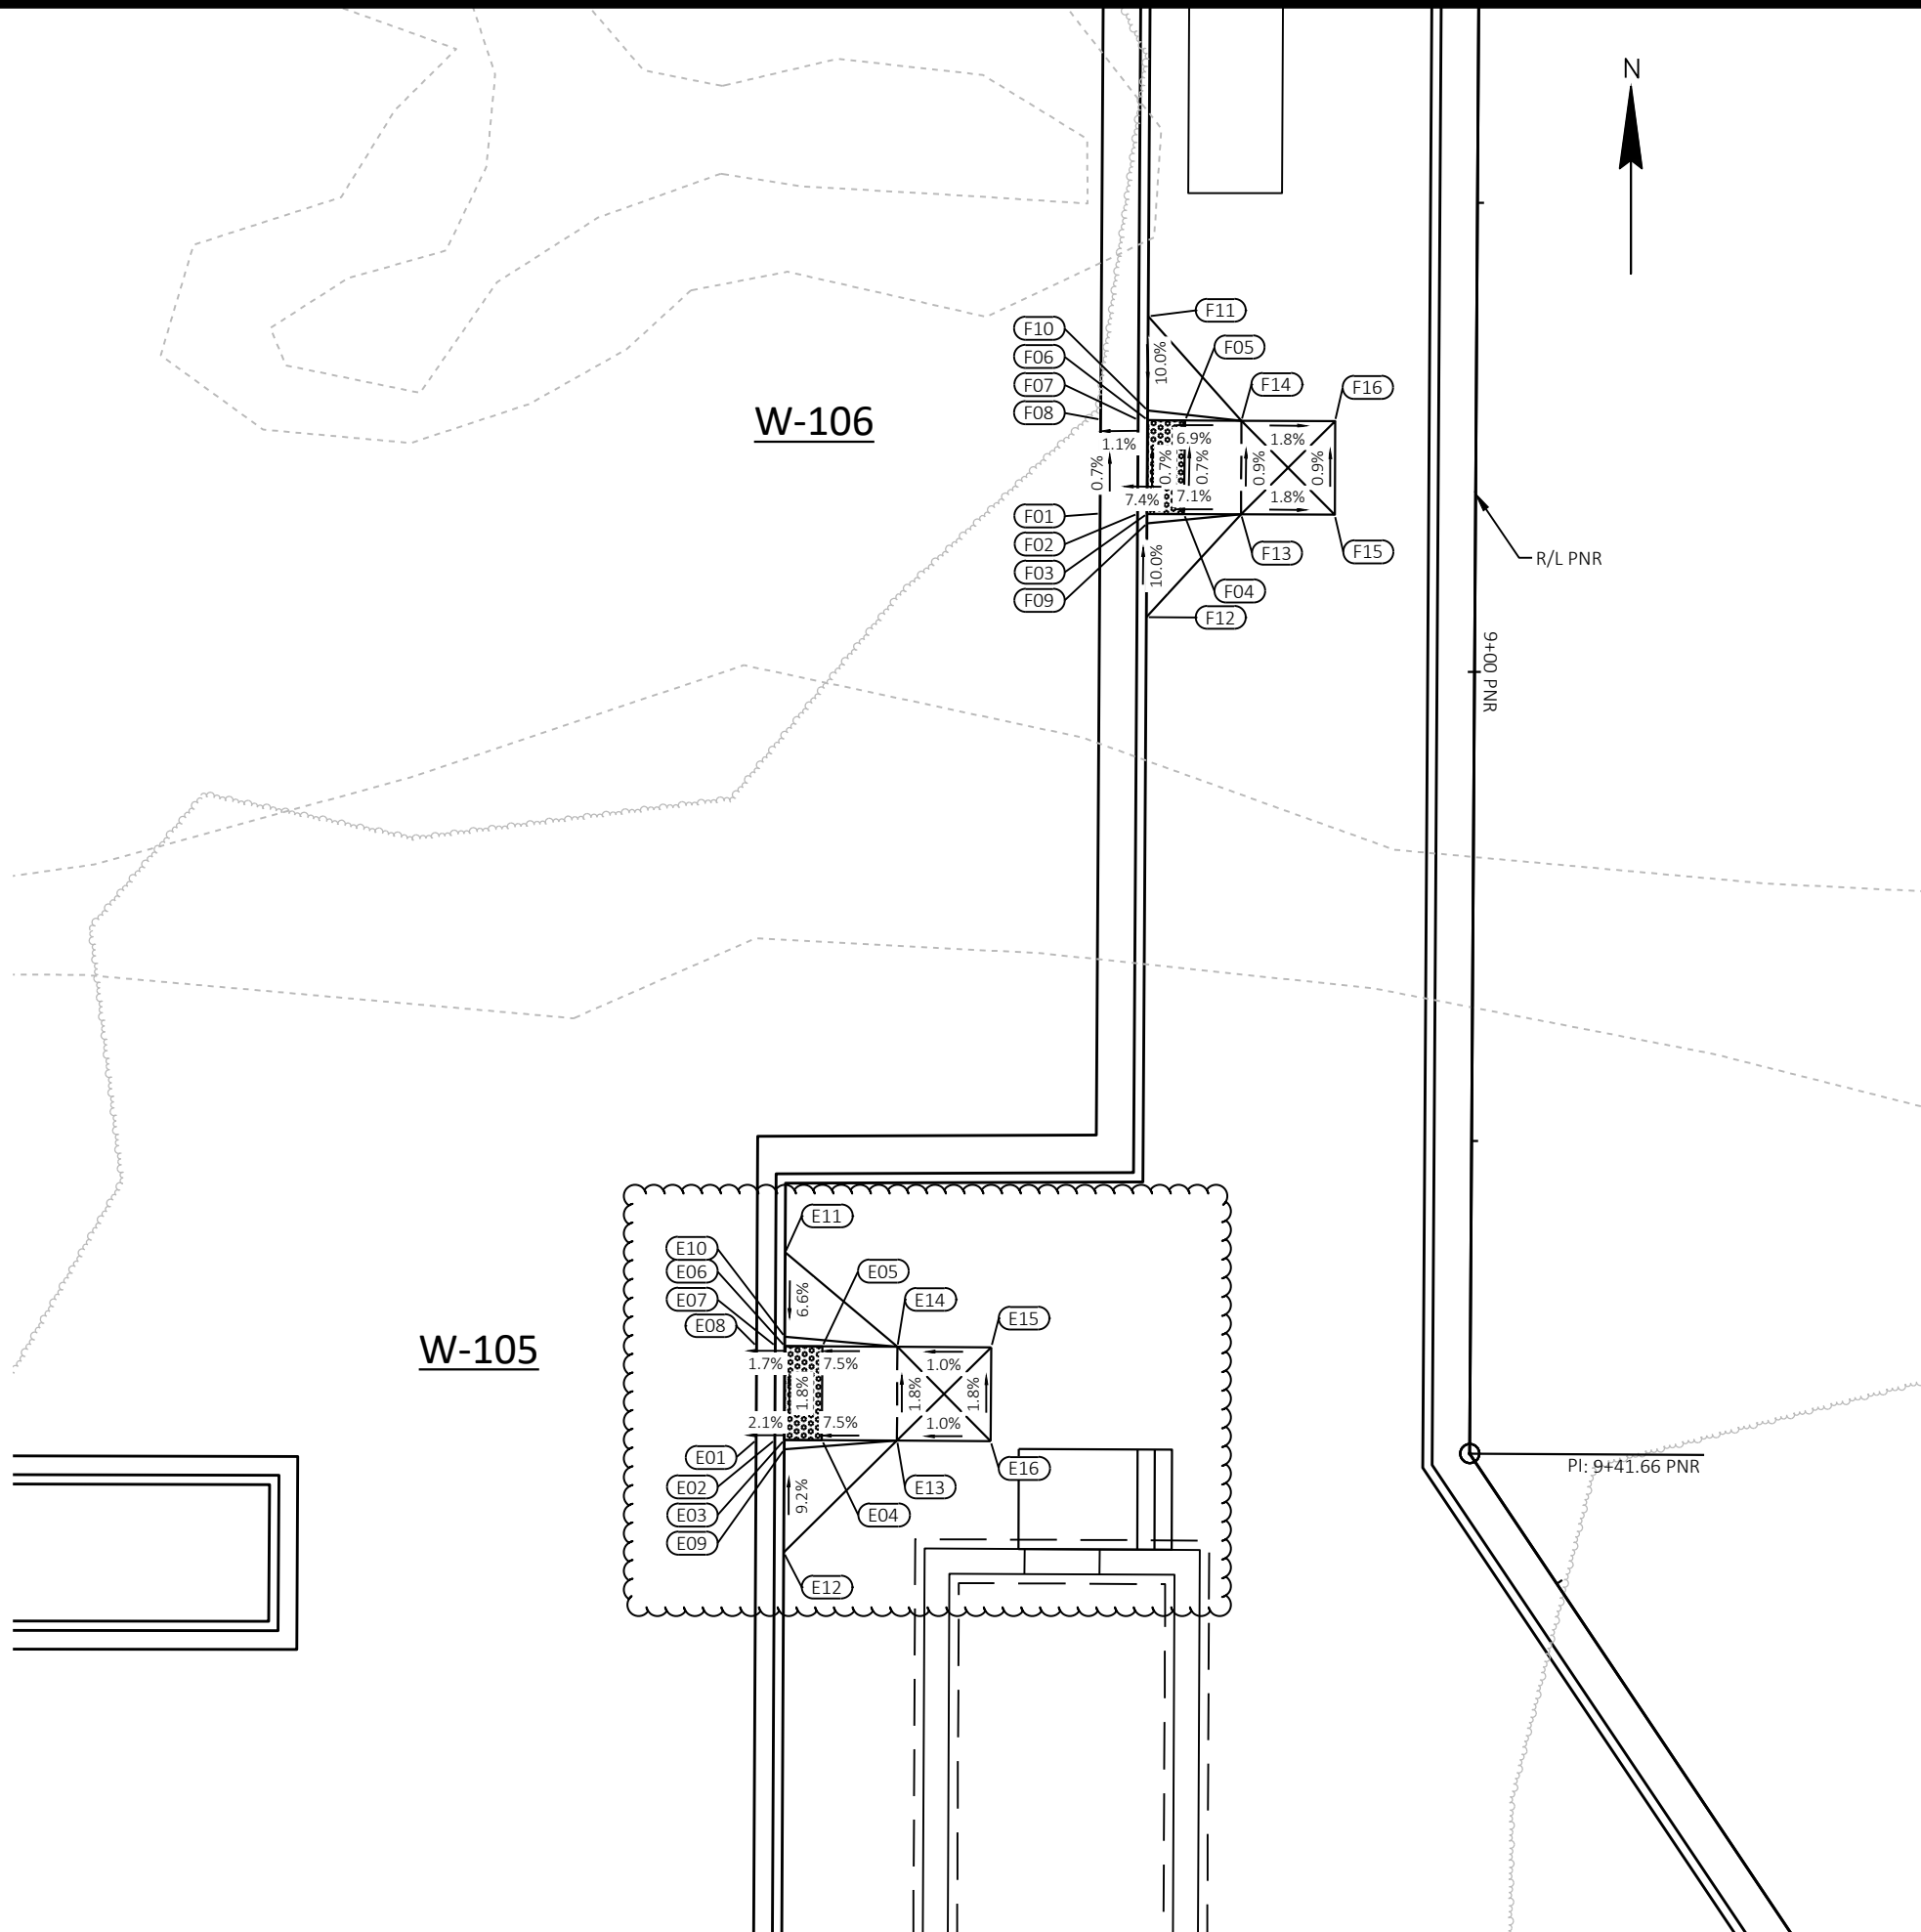 N
F11
F10
F05
F06
F07
F08
F14
F16
10.0%
W-106
1.1%
6.9%
1.8%
0.7%
0.7%
0.7%
0.9%
0.9%
7.4%
7.1%
1.8%
F01
F02
F03
F09
10.0%
F13
F15
F04
F12
R/L PNR
9+00 PNR
E11
E10
E06
E07
E08
E05
E14
E15
6.6%
W-105
1.7%
7.5%
1.0%
1.8%
1.8%
1.8%
2.1%
7.5%
1.0%
E01
E02
E03
E09
9.2%
E04
E13
E16
E12
PI: 9+41.66 PNR